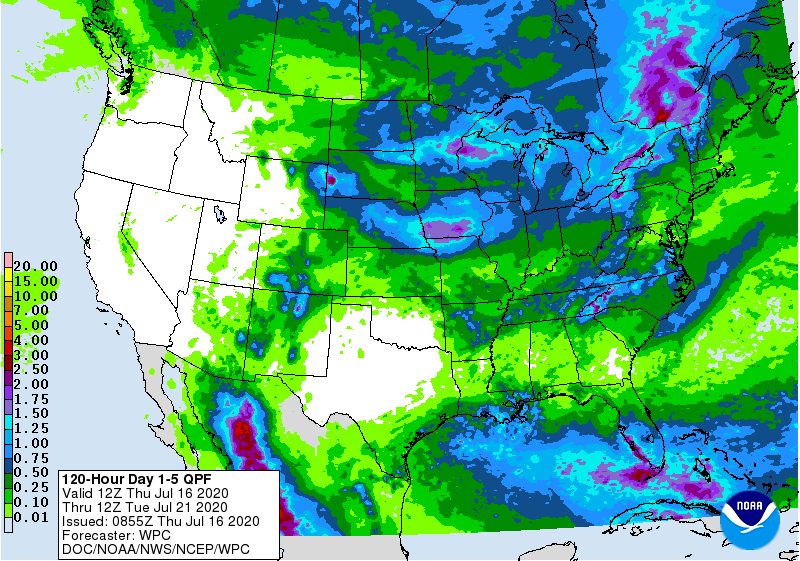 20.00
15.00
10.00
7.00
5.00
4.00
3.00
2.50
2.00
1.75
1.50
1.25
1.00
0.75
0.50
0.25
0.10
0.01
120-Hour Day 1-5 QPF
Valid 12Z Thu Jul 16 2020
Thru 12Z Tue Jul 21 2020
Issued: 0855Z Thu Jul 16 2020
Forecaster: WPC
DOC/NOAA/NWS/NCEP/WPC
NOAA